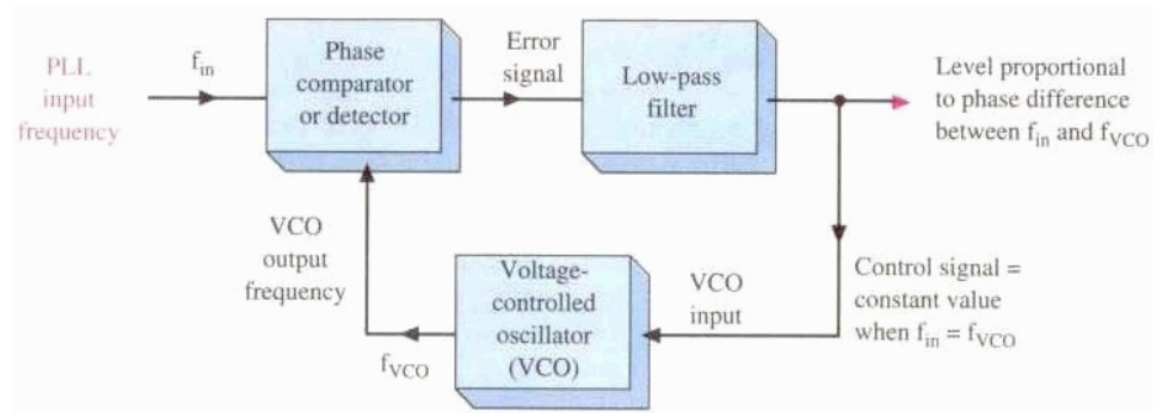 PLL
input
frequency
f_in
Phase
comparator
or detector
Error
signal
Low-pass
filter
Level proportional
to phase difference
between f_in and f_VCO
VCO
output
frequency
Voltage-
controlled
oscillator
(VCO)
f_VCO
VCO
input
Control signal =
constant value
when f_in = f_VCO